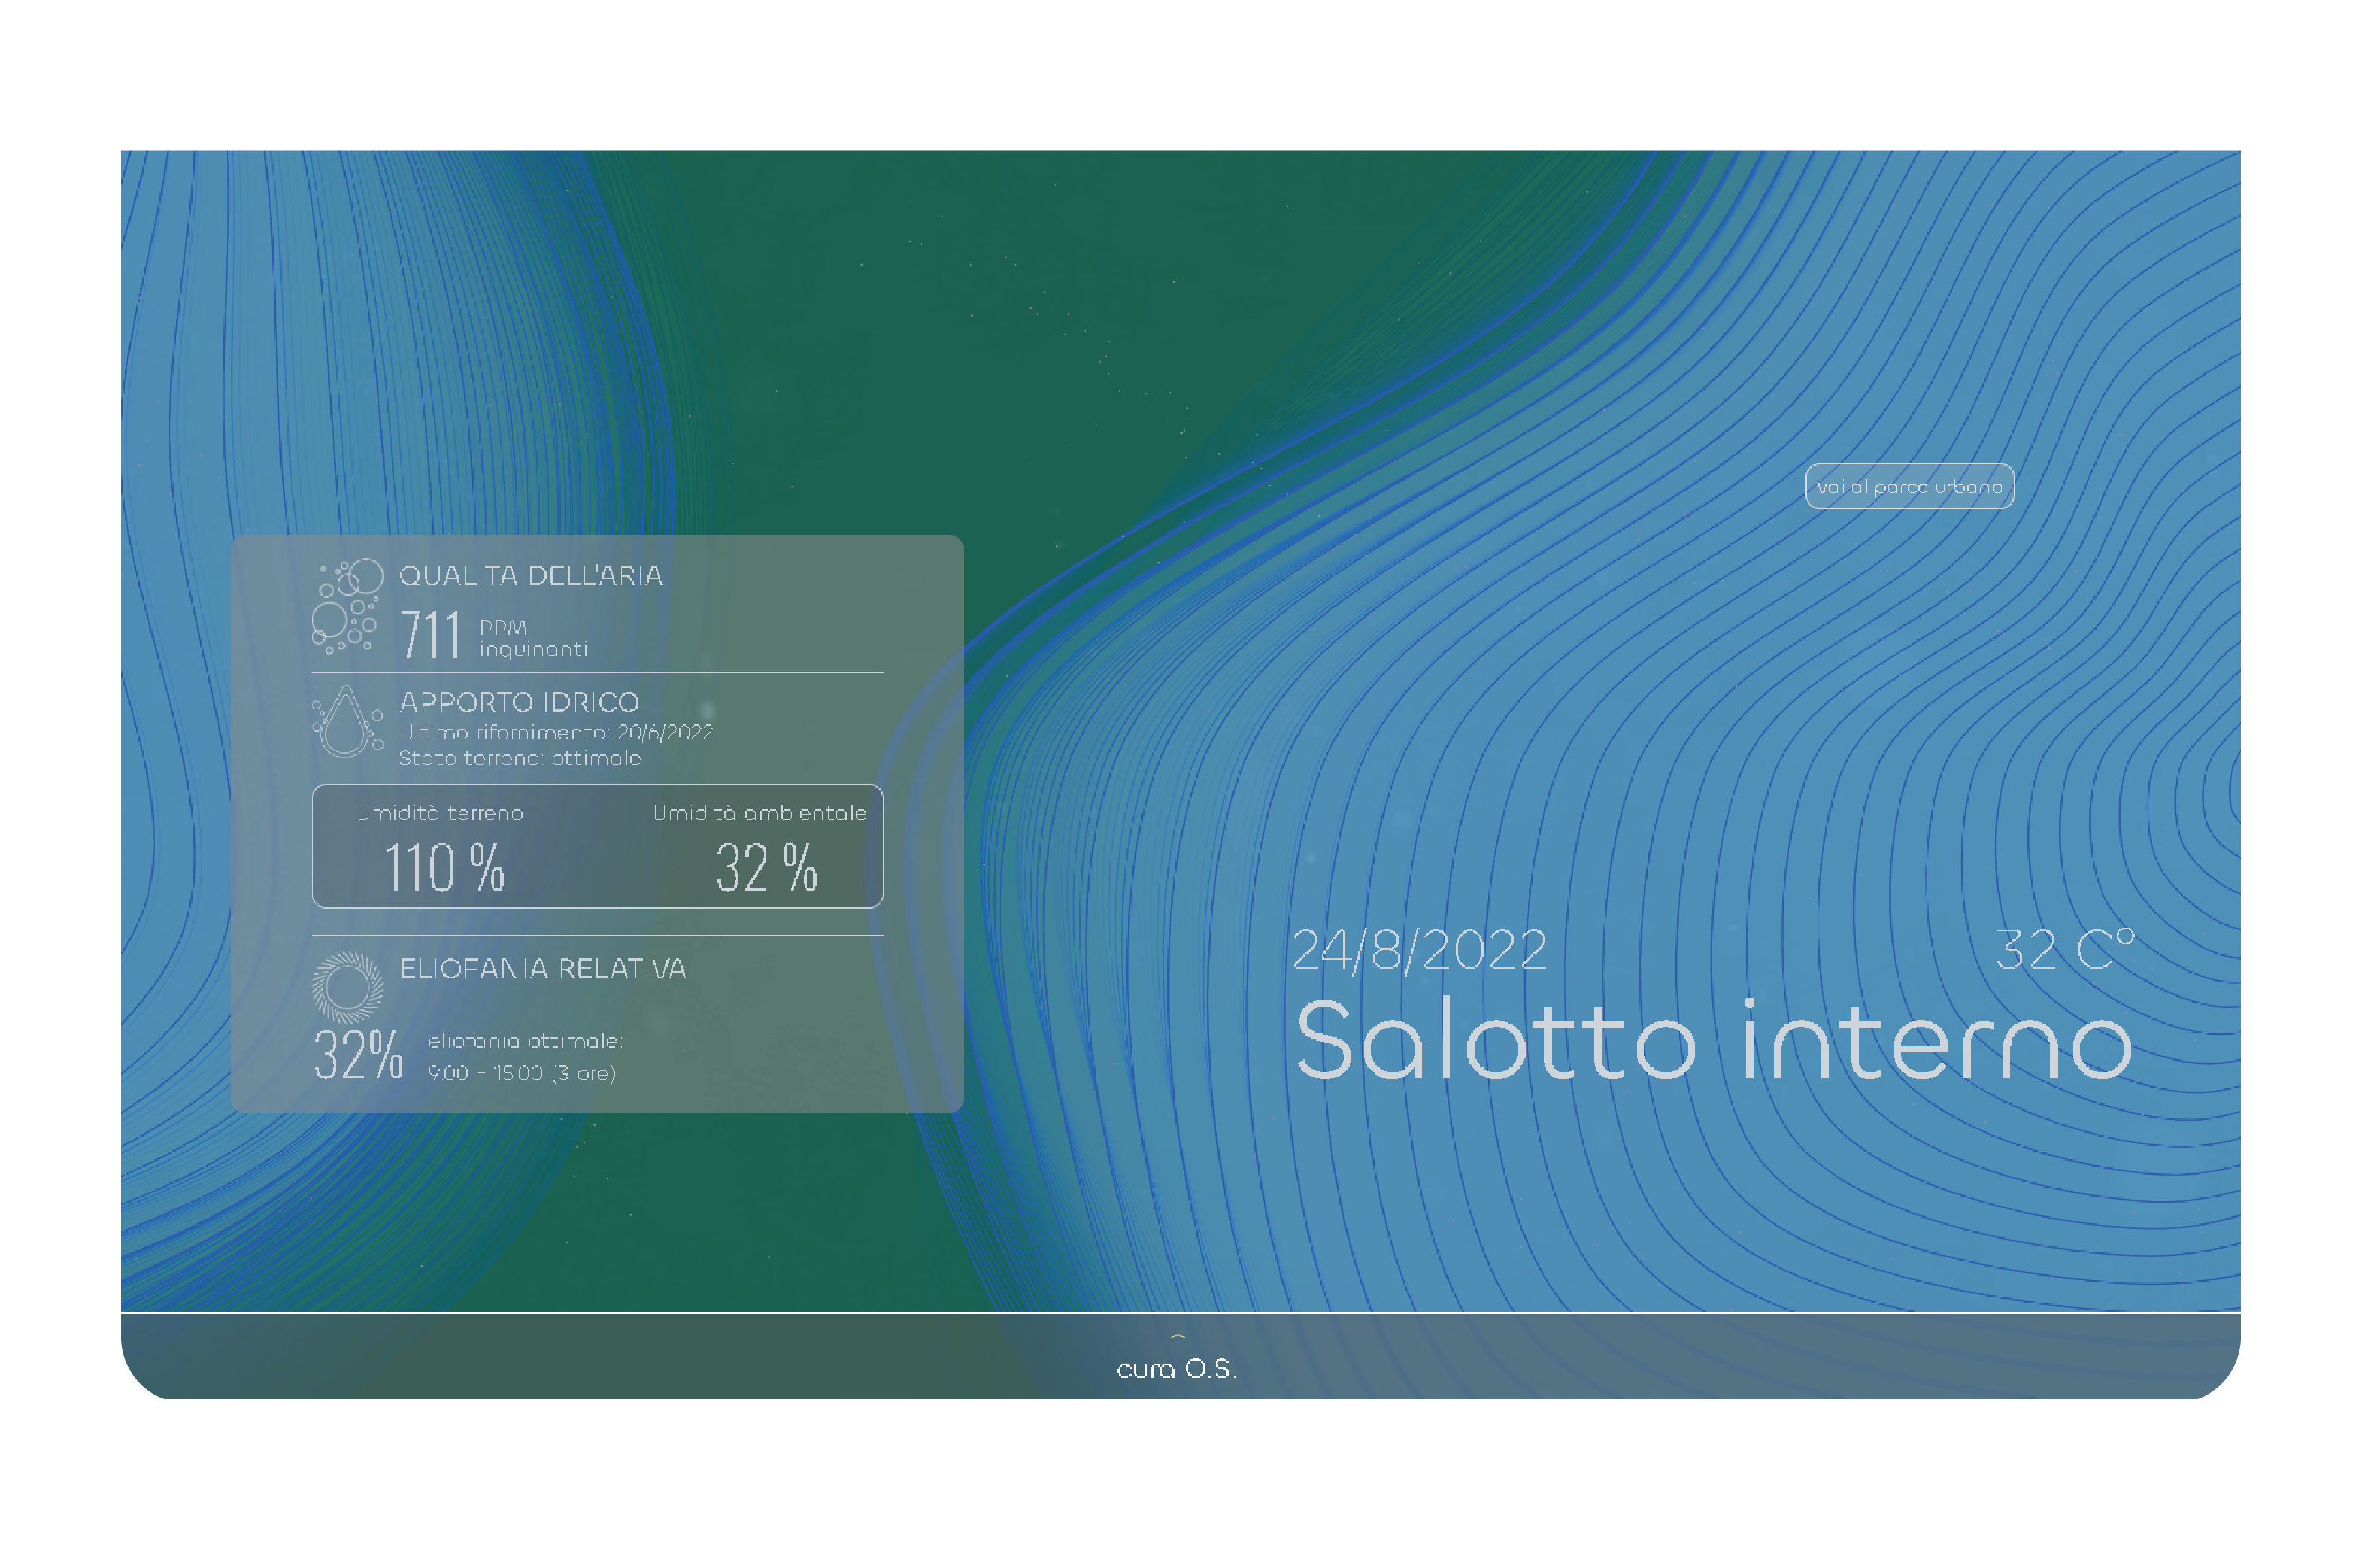 Vai al parco urbano
QUALITA DELL'ARIA
711 PPM
inquinanti
APPORTO IDRICO
Ultimo rifornimento: 20/6/2022
Stato terreno: ottimale
Umidità terreno
110 %
Umidità ambientale
32 %
ELIOFANIA RELATIVA
32%
eliofania ottimale:
9.00 - 15.00 (3 ore)
24/8/2022
32 C°
Salotto interno
cura O.S.